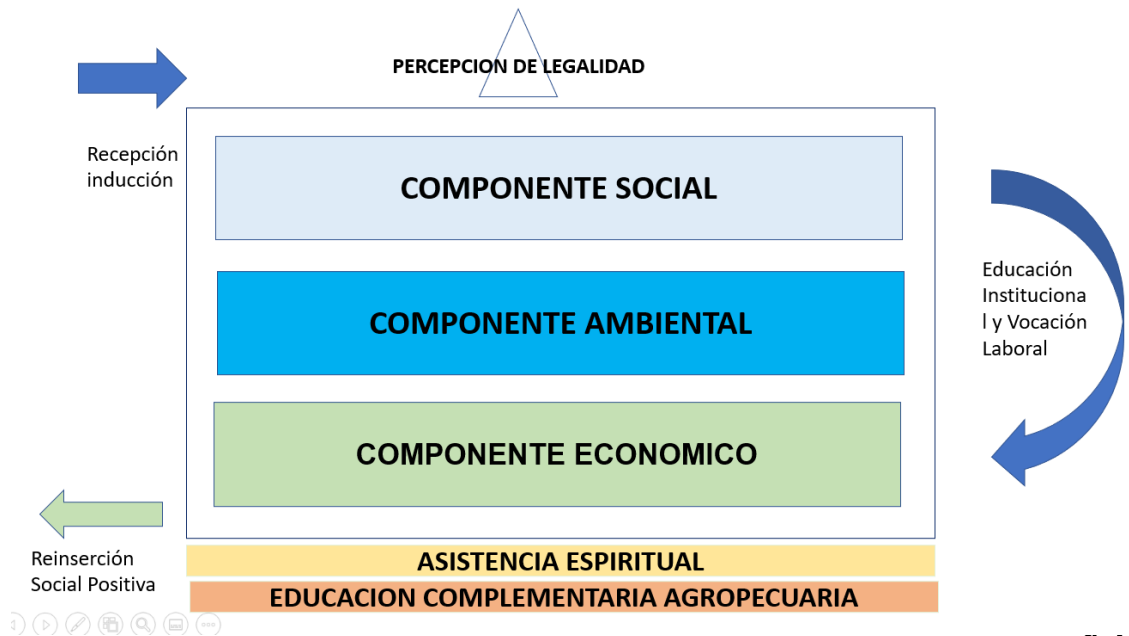 PERCEPCION DE LEGALIDAD
Recepción
inducción
COMPONENTE SOCIAL
COMPONENTE AMBIENTAL
COMPONENTE ECONOMICO
Educación
Instituciona
l y Vocación
Laboral
Reinserción
Social Positiva
ASISTENCIA ESPIRITUAL
EDUCACION COMPLEMENTARIA AGROPECUARIA